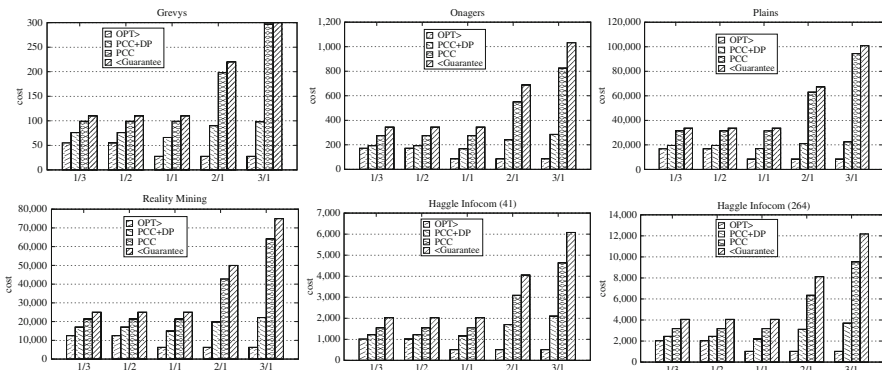 Grevys
300
250
200
150
100
50
0
cost
OPT>
PCC+DP
PCC
<Guarantee
1/3 1/2 1/1 2/1 3/1
Onagers
1,200
1,000
800
600
400
200
0
cost
OPT>
PCC+DP
PCC
<Guarantee
1/3 1/2 1/1 2/1 3/1
Plains
120,000
100,000
80,000
60,000
40,000
20,000
0
cost
OPT>
PCC+DP
PCC
<Guarantee
1/3 1/2 1/1 2/1 3/1
Reality Mining
80,000
70,000
60,000
50,000
40,000
30,000
20,000
10,000
0
cost
OPT>
PCC+DP
PCC
<Guarantee
1/3 1/2 1/1 2/1 3/1
Haggle Infocom (41)
7,000
6,000
5,000
4,000
3,000
2,000
1,000
0
cost
OPT>
PCC+DP
PCC
<Guarantee
1/3 1/2 1/1 2/1 3/1
Haggle Infocom (264)
14,000
12,000
10,000
8,000
6,000
4,000
2,000
0
cost
OPT>
PCC+DP
PCC
<Guarantee
1/3 1/2 1/1 2/1 3/1